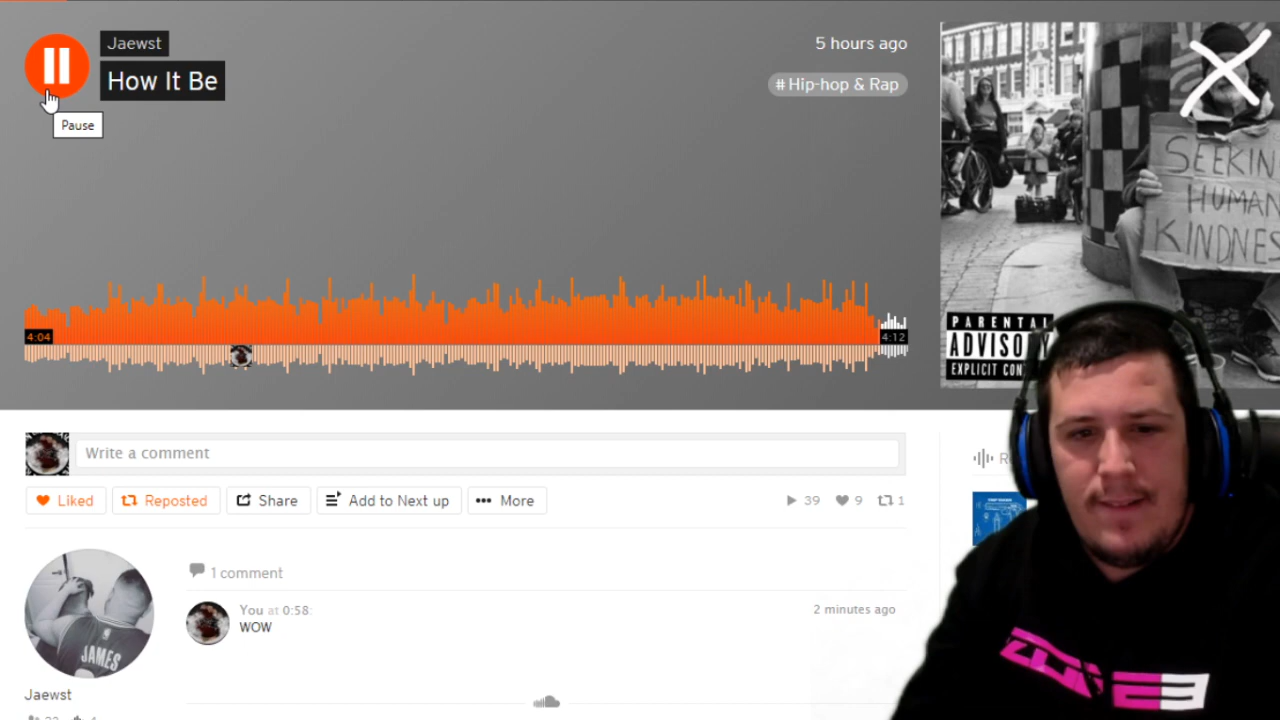 Jaewst
How It Be
Pause
5 hours ago
# Hip-hop & Rap
4:04
4:12
SEEKIN
HUMAN
KINDNES
PARENTAL
ADVISORY
EXPLICIT CON
Write a comment
Liked
Reposted
Share
Add to Next up
More
39
9
1
1 comment
You at 0:58:
2 minutes ago
WOW
JAMES
Jaewst